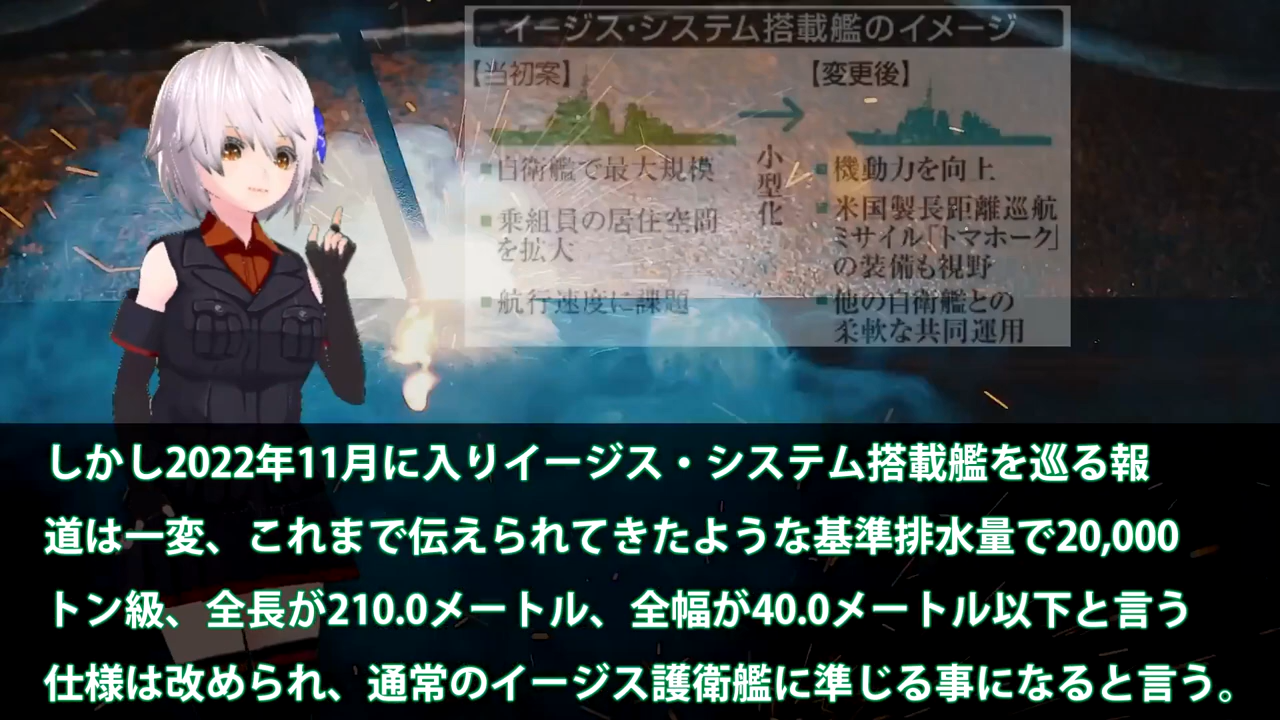 イージス・システム搭載艦のイメージ
【当初案】
自衛艦で最大規模
乗組員の居住空間
を拡大
航行速度に課題
小型化
【変更後】
機動力を向上
米国製長距離巡航
ミサイル「トマホーク」
の装備も視野
他の自衛艦との
柔軟な共同運用
しかし2022年11月に入りイージス・システム搭載艦を巡る報
道は一変、これまで伝えられてきたような基準排水量で20,000
トン級、全長が210.0メートル、全幅が40.0メートル以下と言う
仕様は改められ、通常のイージス護衛艦に準じる事になると言う。